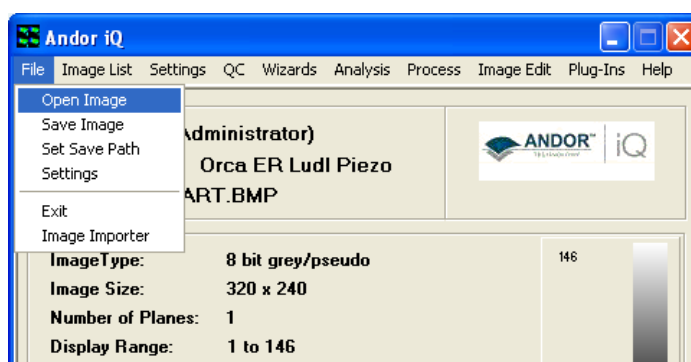 Andor iQ
File Image List Settings QC Wizards Analysis Process Image Edit Plug-Ins Help
Open Image
Save Image
Set Save Path
Settings
Exit
Image Importer
dministrator)
Orca ER Ludl Piezo
ART.BMP
ANDOR™ iQ
ImageType: 8 bit grey/pseudo
146
Image Size: 320 x 240
Number of Planes: 1
Display Range: 1 to 146